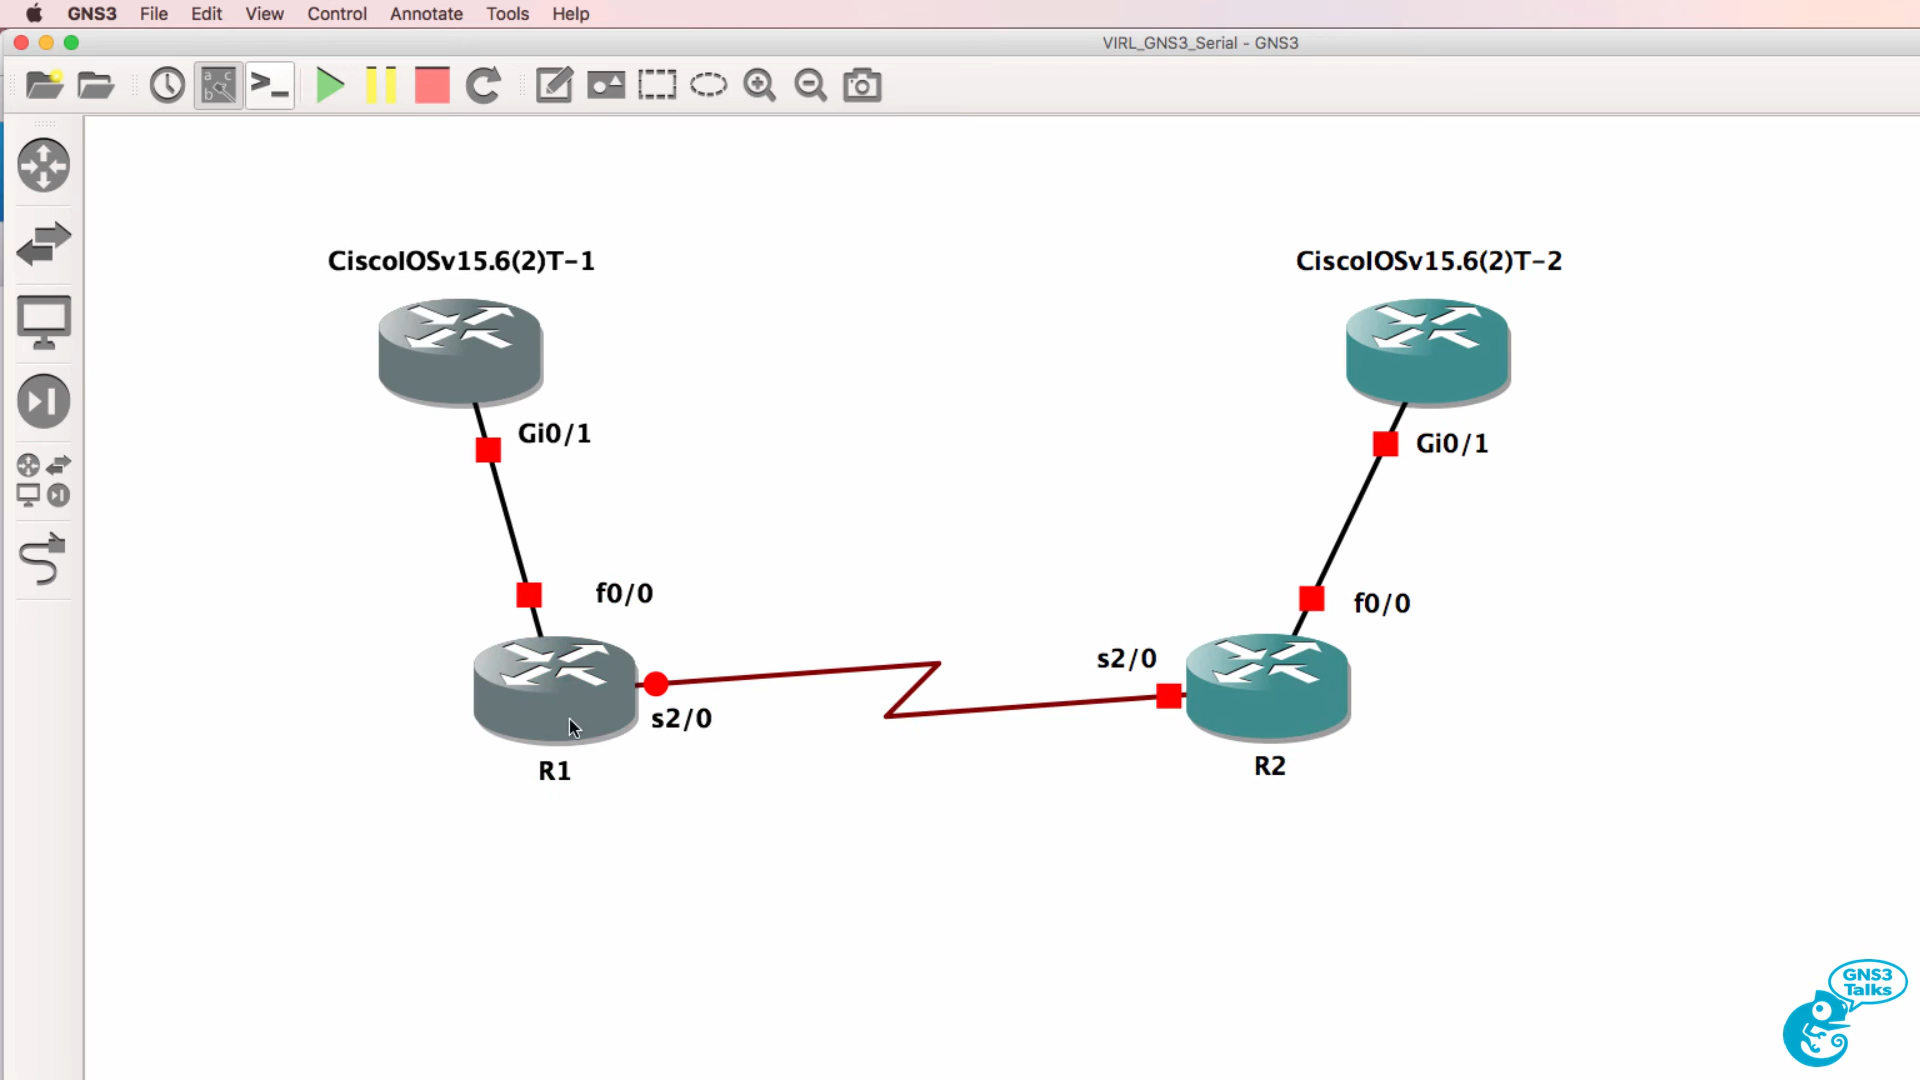 GNS3 File Edit View Control Annotate Tools Help
VIRL_GNS3_Serial - GNS3
a c
b
>_
CiscoIOSv15.6(2)T-1
CiscoIOSv15.6(2)T-2
Gi0/1
Gi0/1
f0/0
f0/0
s2/0
s2/0
R1
R2
GNS3
Talks